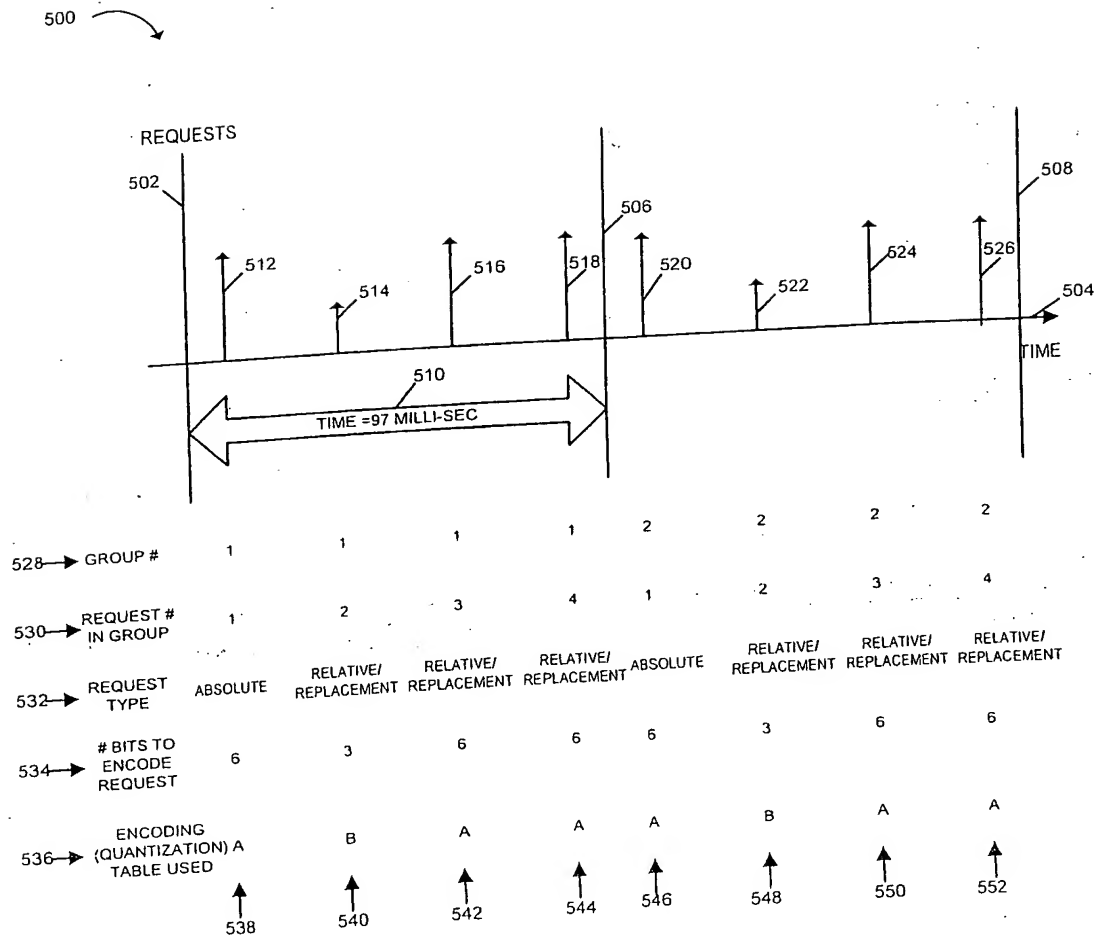 500
REQUESTS
502
506
508
512
514
516
518
520
522
524
526
504
TIME
510
TIME =97 MILLI-SEC
528 GROUP # 1 1 1 1 2 2 2 2
530 REQUEST # IN GROUP 1 2 3 4 1 2 3 4
532 REQUEST TYPE ABSOLUTE RELATIVE/ REPLACEMENT RELATIVE/ REPLACEMENT RELATIVE/ REPLACEMENT ABSOLUTE RELATIVE/ REPLACEMENT RELATIVE/ REPLACEMENT RELATIVE/ REPLACEMENT
534 # BITS TO ENCODE REQUEST 6 3 6 6 6 3 6 6
536 ENCODING (QUANTIZATION) TABLE USED A B A A A B A A
538 540 542 544 546 548 550 552